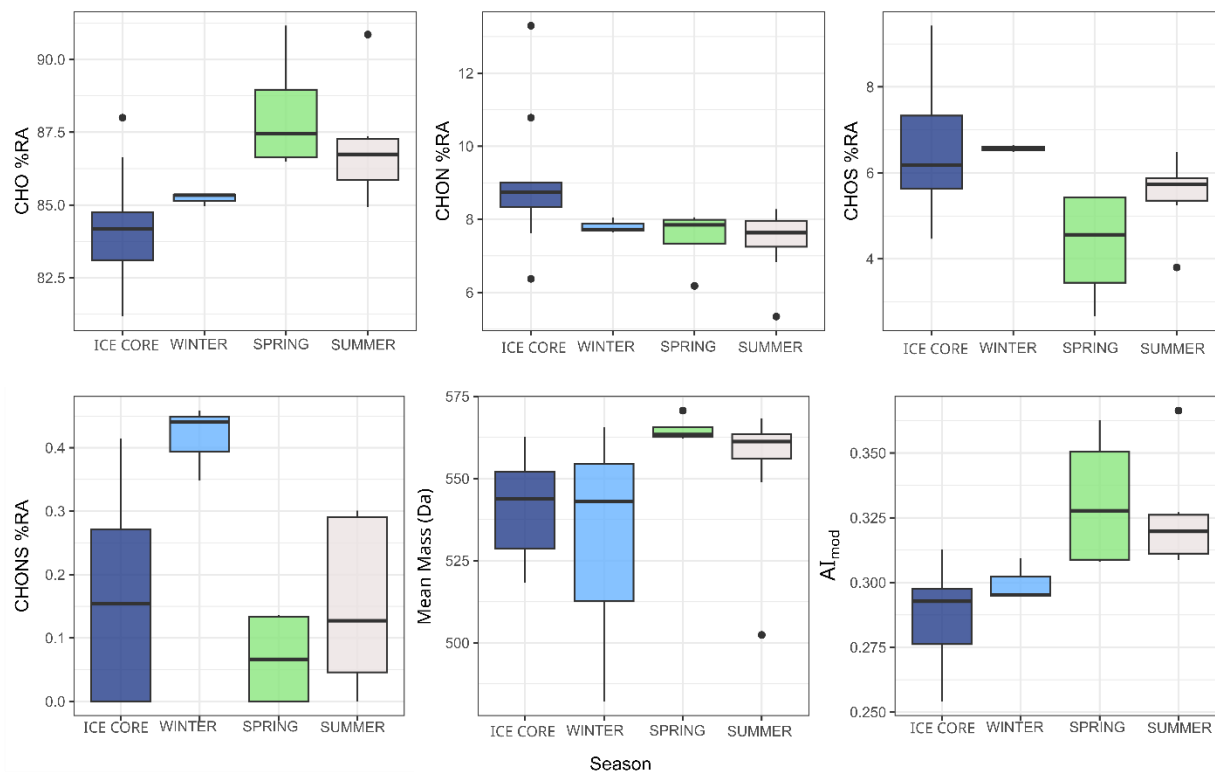 CHO %RA
90.0
87.5
85.0
82.5
ICE CORE WINTER SPRING SUMMER
CHON %RA
12
10
8
6
ICE CORE WINTER SPRING SUMMER
CHOS %RA
8
6
4
ICE CORE WINTER SPRING SUMMER
CHONS %RA
0.4
0.3
0.2
0.1
0.0
ICE CORE WINTER SPRING SUMMER
Mean Mass (Da)
575
550
525
500
ICE CORE WINTER SPRING SUMMER
AImod
0.350
0.325
0.300
0.275
0.250
ICE CORE WINTER SPRING SUMMER
Season